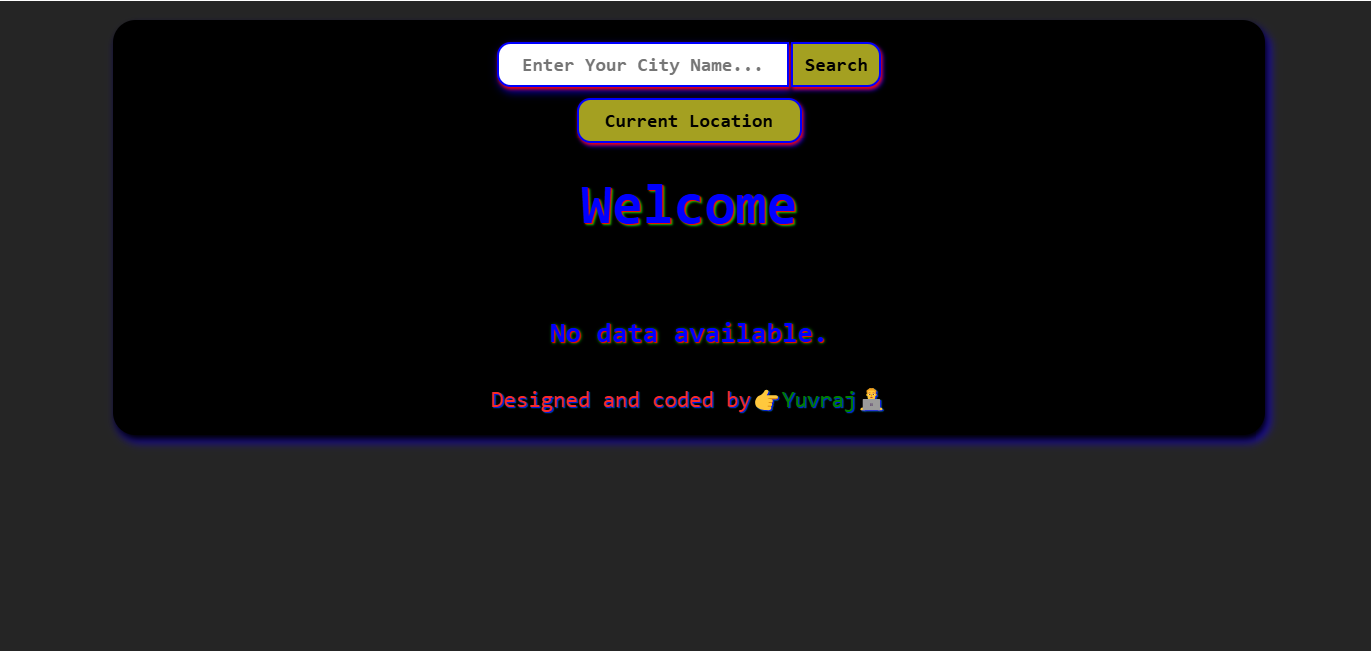 Enter Your City Name... Search
Current Location
Welcome
No data available.
Designed and coded by👉Yuvraj👨‍💻